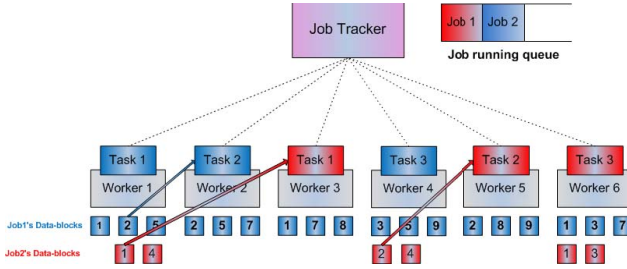 Job Tracker
Job 1 Job 2
Job running queue
Task 1 Task 2 Task 1 Task 3 Task 2 Task 3
Worker 1 Worker 2 Worker 3 Worker 4 Worker 5 Worker 6
Job1's Data-blocks 1 2 5 2 5 7 1 7 8 3 5 9 2 8 9 1 3 7
Job2's Data-blocks 1 4 2 4 1 3